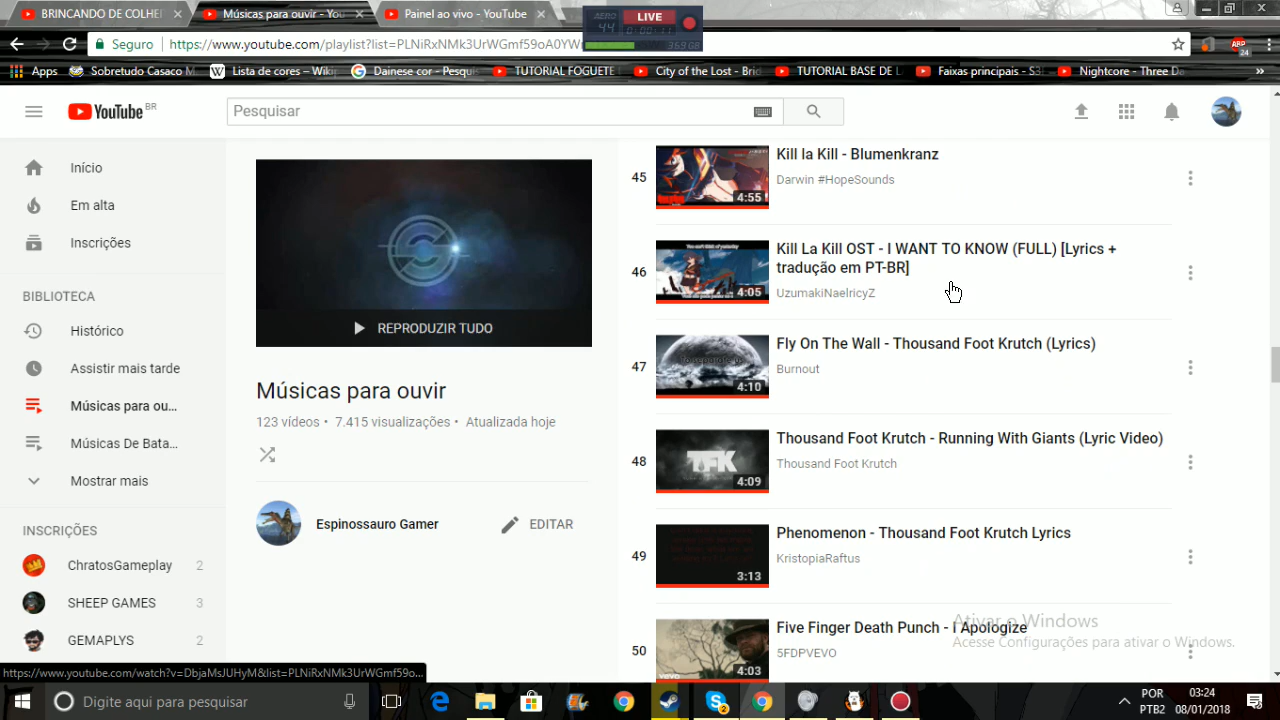 BRINCANDO DE COLHEI
Músicas para ouvir - You
Painel ao vivo - YouTube
44
LIVE
369GB
Seguro
https://www.youtube.com/playlist?list=PLNiRxNMk3UrWGmf59oA0YW
24
Apps
Sobretudo Casaco M
Lista de cores – Wikip
Dainese cor - Pesquis
TUTORIAL FOGUETE
City of the Lost - Brid
TUTORIAL BASE DE L
Faixas principais - S3
Nightcore - Three Da
YouTube BR
Pesquisar
Início
Em alta
Inscrições
BIBLIOTECA
Histórico
Assistir mais tarde
Músicas para ou...
Músicas De Bata...
Mostrar mais
INSCRIÇÕES
ChratosGameplay 2
SHEEP GAMES 3
GEMAPLYS 2
REPRODUZIR TUDO
Músicas para ouvir
123 vídeos • 7.415 visualizações • Atualizada hoje
Espinossauro Gamer
EDITAR
45
4:55
Kill la Kill - Blumenkranz
Darwin #HopeSounds
46
4:05
Kill La Kill OST - I WANT TO KNOW (FULL) [Lyrics +
tradução em PT-BR]
UzumakiNaelricyZ
47
4:10
Fly On The Wall - Thousand Foot Krutch (Lyrics)
Burnout
48
TFK
4:09
Thousand Foot Krutch - Running With Giants (Lyric Video)
Thousand Foot Krutch
49
3:13
Phenomenon - Thousand Foot Krutch Lyrics
KristopiaRaftus
50
4:03
Five Finger Death Punch - I Apologize
5FDPVEVO
Ativar o Windows
Acesse Configurações para ativar o Windows.
https://www.youtube.com/watch?v=DbjaMsJUHyM&list=PLNiRxNMk3UrWGmf59o...
Digite aqui para pesquisar
POR
PTB2
03:24
08/01/2018